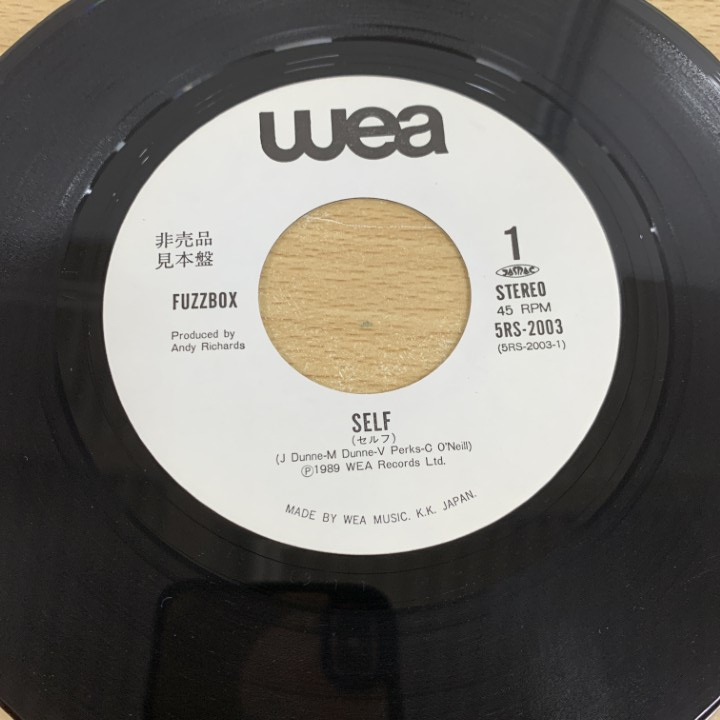 wea
非売品
見本盤
FUZZBOX
Produced by
Andy Richards
1
STEREO
45 RPM
5RS-2003
(5RS-2003-1)
SELF
(セルフ)
(J Dunne-M Dunne-V Perks-C O'Neill)
Ⓟ1989 WEA Records Ltd.
MADE BY WEA MUSIC. K.K. JAPAN.